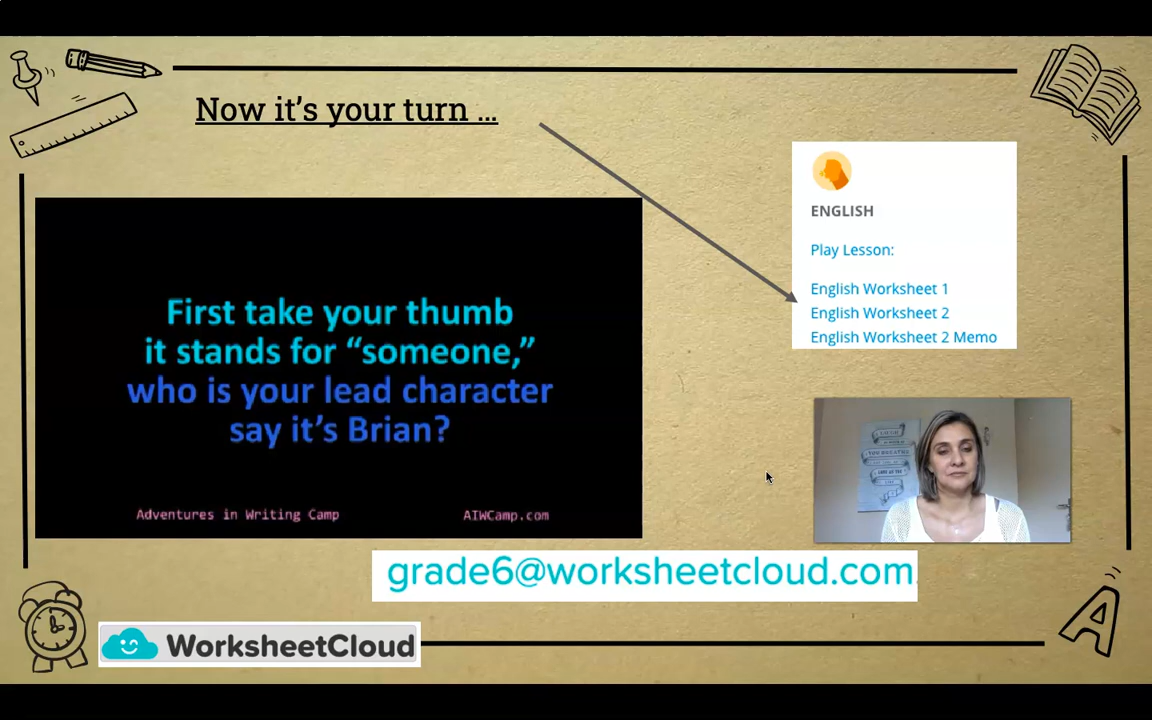 Now it's your turn ...
ENGLISH
Play Lesson:
English Worksheet 1
English Worksheet 2
English Worksheet 2 Memo
First take your thumb
it stands for “someone,”
who is your lead character
say it's Brian?
Adventures in Writing Camp
AIWCamp.com
grade6@worksheetcloud.com
WorksheetCloud
A